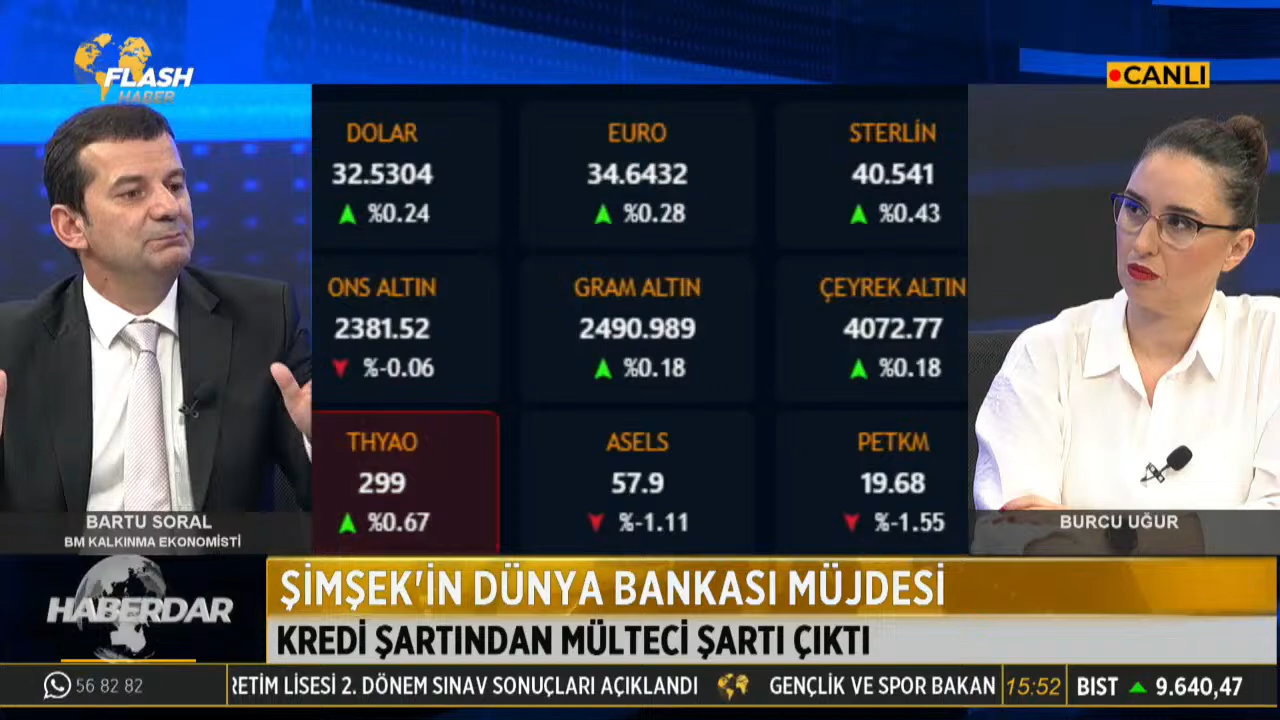 FLASH
HABER
CANLI
DOLAR
32.5304
%0.24
EURO
34.6432
%0.28
STERLİN
40.541
%0.43
ONS ALTIN
2381.52
%-0.06
GRAM ALTIN
2490.989
%0.18
ÇEYREK ALTIN
4072.77
%0.18
THYAO
299
%0.67
ASELS
57.9
%-1.11
PETKM
19.68
%-1.55
BARTU SORAL
BM KALKINMA EKONOMİSTİ
BURCU UĞUR
HABERDAR
ŞİMŞEK'İN DÜNYA BANKASI MÜJDESİ
KREDİ ŞARTINDAN MÜLTECİ ŞARTI ÇIKTI
56 82 82
RETİM LİSESİ 2. DÖNEM SINAV SONUÇLARI AÇIKLANDI
GENÇLİK VE SPOR BAKAN
15:52
BIST 9.640,47